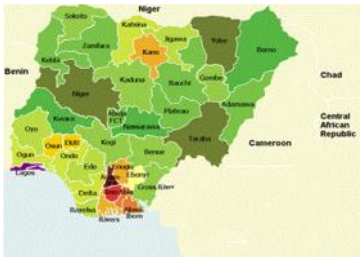 Niger
Sokoto
Katsina
Jigawa
Yobe
Borno
Zamfara
Kano
Kebbi
Benin
Chad
Kaduna
Bauchi
Gombe
Niger
Adamawa
Plateau
Kwara
Abuja
FCT
Nassarawa
Central
African
Republic
Oyo
Taraba
Cameroon
Osun
Ekiti
Kogi
Benue
Ogun
Ondo
Lagos
Edo
Enugu
Ebonyi
Delta
Cross River
Bayelsa
Rivers
Akwa
Ibom